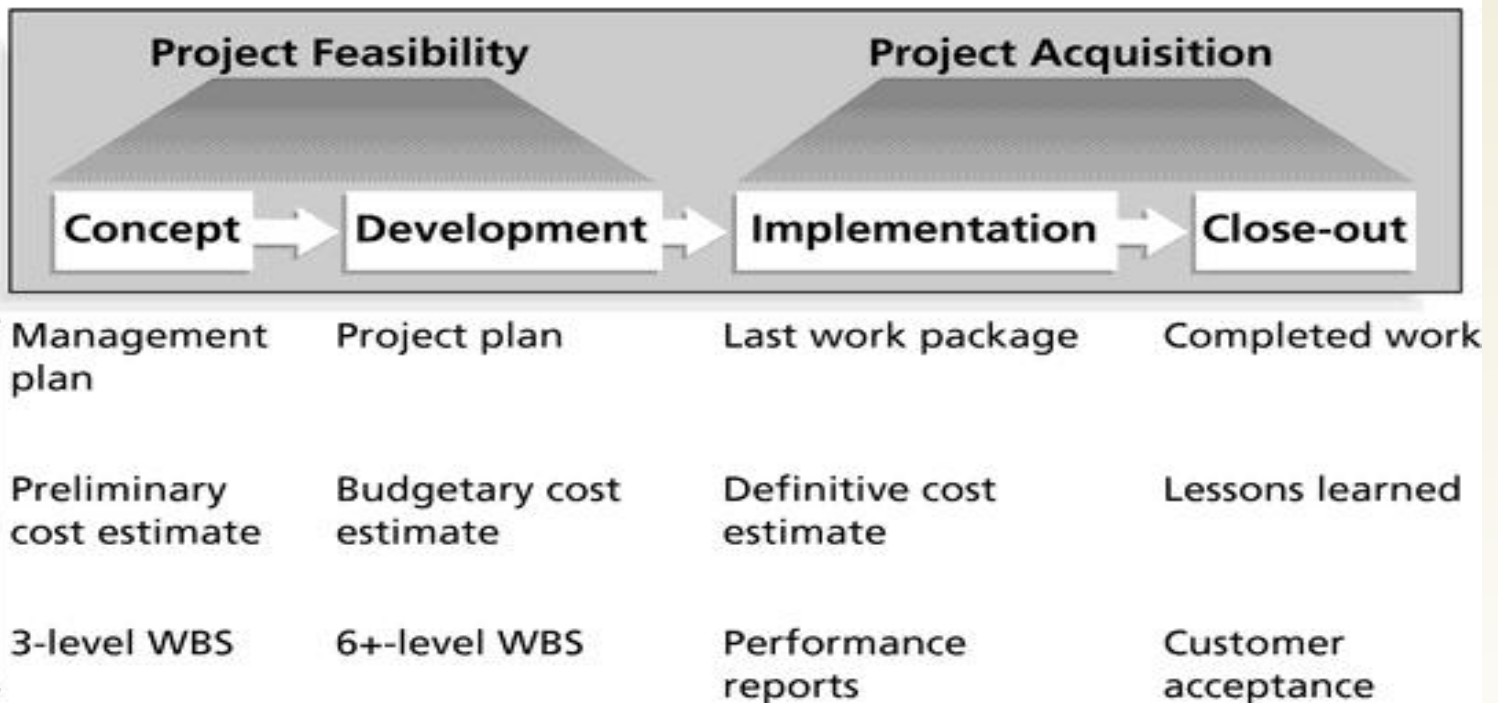 Project Feasibility
Project Acquisition
Concept
Development
Implementation
Close-out
Management
plan
Project plan
Last work package
Completed work
Preliminary
cost estimate
Budgetary cost
estimate
Definitive cost
estimate
Lessons learned
3-level WBS
6+-level WBS
Performance
reports
Customer
acceptance